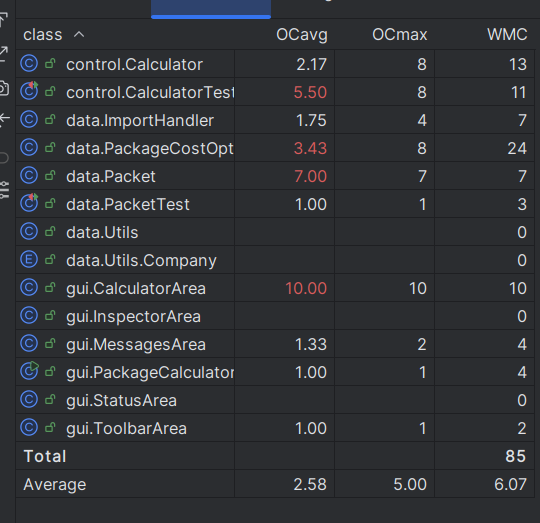 class OCavg OCmax WMC
control.Calculator 2.17 8 13
control.CalculatorTest 5.50 8 11
data.ImportHandler 1.75 4 7
data.PackageCostOpt 3.43 8 24
data.Packet 7.00 7 7
data.PacketTest 1.00 1 3
data.Utils 0
data.Utils.Company 0
gui.CalculatorArea 10.00 10 10
gui.InspectorArea 0
gui.MessagesArea 1.33 2 4
gui.PackageCalculator 1.00 1 4
gui.StatusArea 0
gui.ToolbarArea 1.00 1 2
Total 85
Average 2.58 5.00 6.07